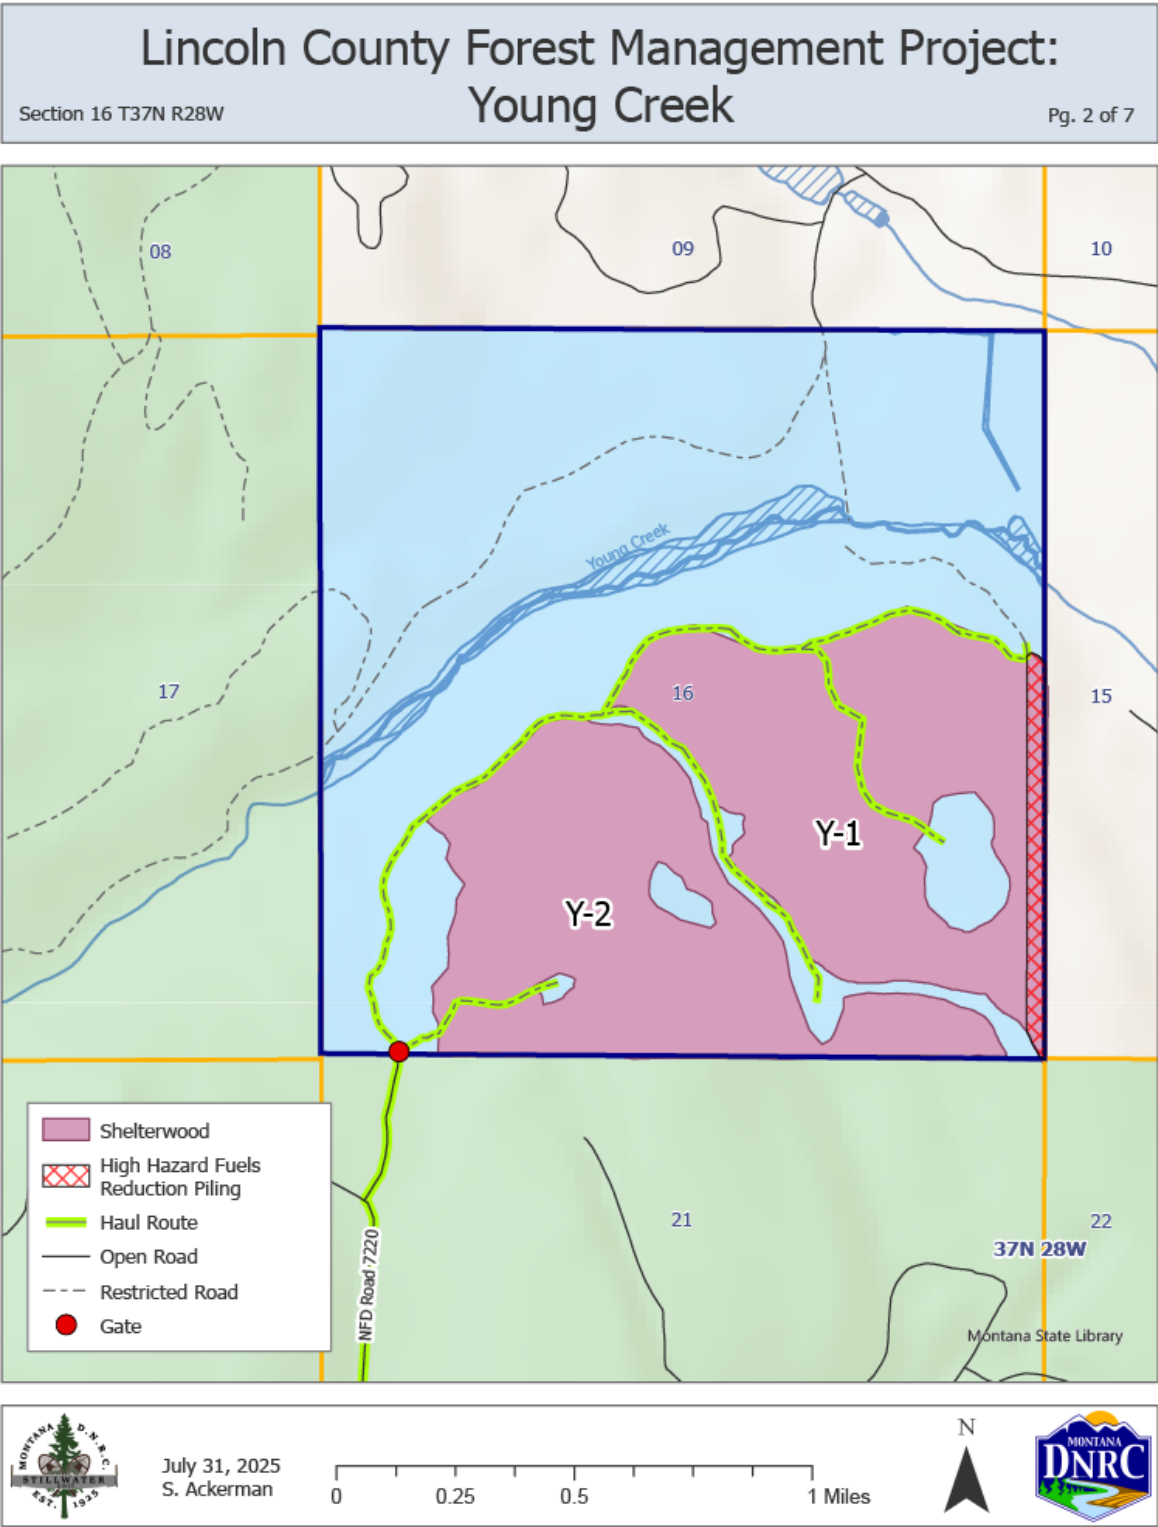 Lincoln County Forest Management Project:
Young Creek
Section 16 T37N R28W
Pg. 2 of 7
08
09
10
Young Creek
17
16
15
Y-1
Y-2
Shelterwood
High Hazard Fuels
Reduction Piling
Haul Route
Open Road
Restricted Road
Gate
NFD Road 7220
21
22
37N 28W
Montana State Library
MONTANA D.N.R.C.
STILLWATER
EST. 1925
July 31, 2025
S. Ackerman
0 0.25 0.5 1 Miles
N
MONTANA
DNRC